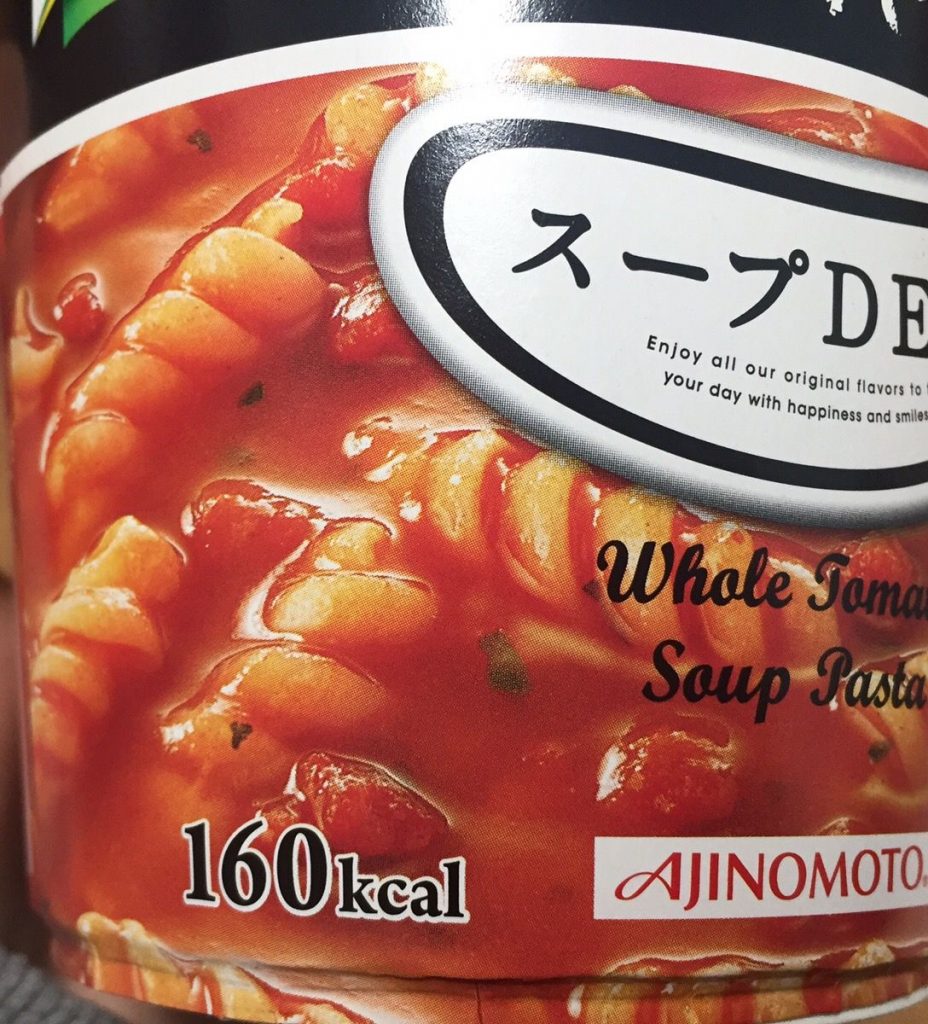 スープDE
Enjoy all our original flavors to
your day with happiness and smiles
Whole Toma
Soup Pasta
160kcal
AJINOMOTO